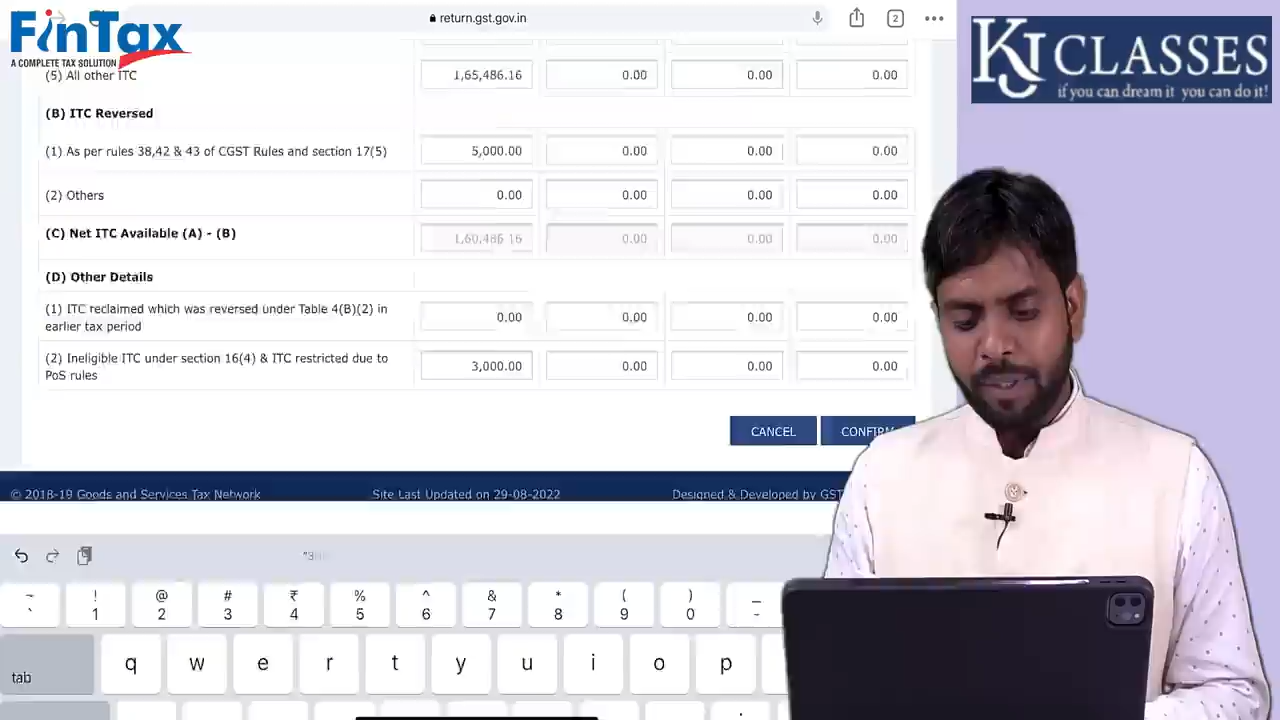 FinTax
A COMPLETE TAX SOLUTION
return.gst.gov.in
2
KJ CLASSES
if you can dream it you can do it!
(5) All other ITC 1,65,486.16 0.00 0.00 0.00
(B) ITC Reversed
(1) As per rules 38,42 & 43 of CGST Rules and section 17(5) 5,000.00 0.00 0.00 0.00
(2) Others 0.00 0.00 0.00 0.00
(C) Net ITC Available (A) - (B) 1,60,486.16 0.00 0.00 0.00
(D) Other Details
(1) ITC reclaimed which was reversed under Table 4(B)(2) in
earlier tax period 0.00 0.00 0.00 0.00
(2) Ineligible ITC under section 16(4) & ITC restricted due to
PoS rules 3,000.00 0.00 0.00 0.00
CANCEL CONFIRM
© 2018-19 Goods and Services Tax Network Site Last Updated on 29-08-2022 Designed & Developed by GST
~ ! @ # ₹ % ^ & * ( ) _
` 1 2 3 4 5 6 7 8 9 0 -
tab q w e r t y u i o p